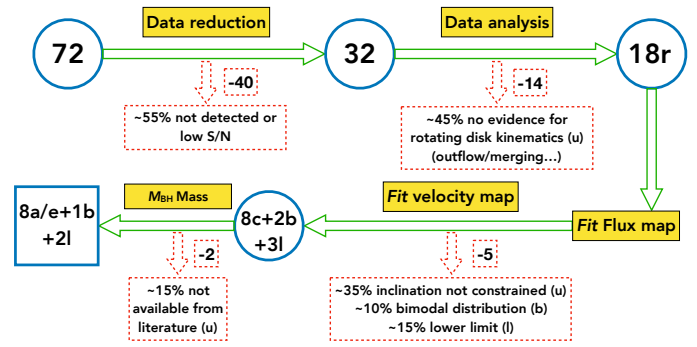 Data reduction
Data analysis
72
32
18r
-40
-14
~55% not detected or
low S/N
~45% no evidence for
rotating disk kinematics (u)
(outflow/merging...)
M_BH Mass
Fit velocity map
Fit Flux map
8a/e+1b
+2l
8c+2b
+3l
-2
-5
~15% not
available from
literature (u)
~35% inclination not constrained (u)
~10% bimodal distribution (b)
~15% lower limit (l)